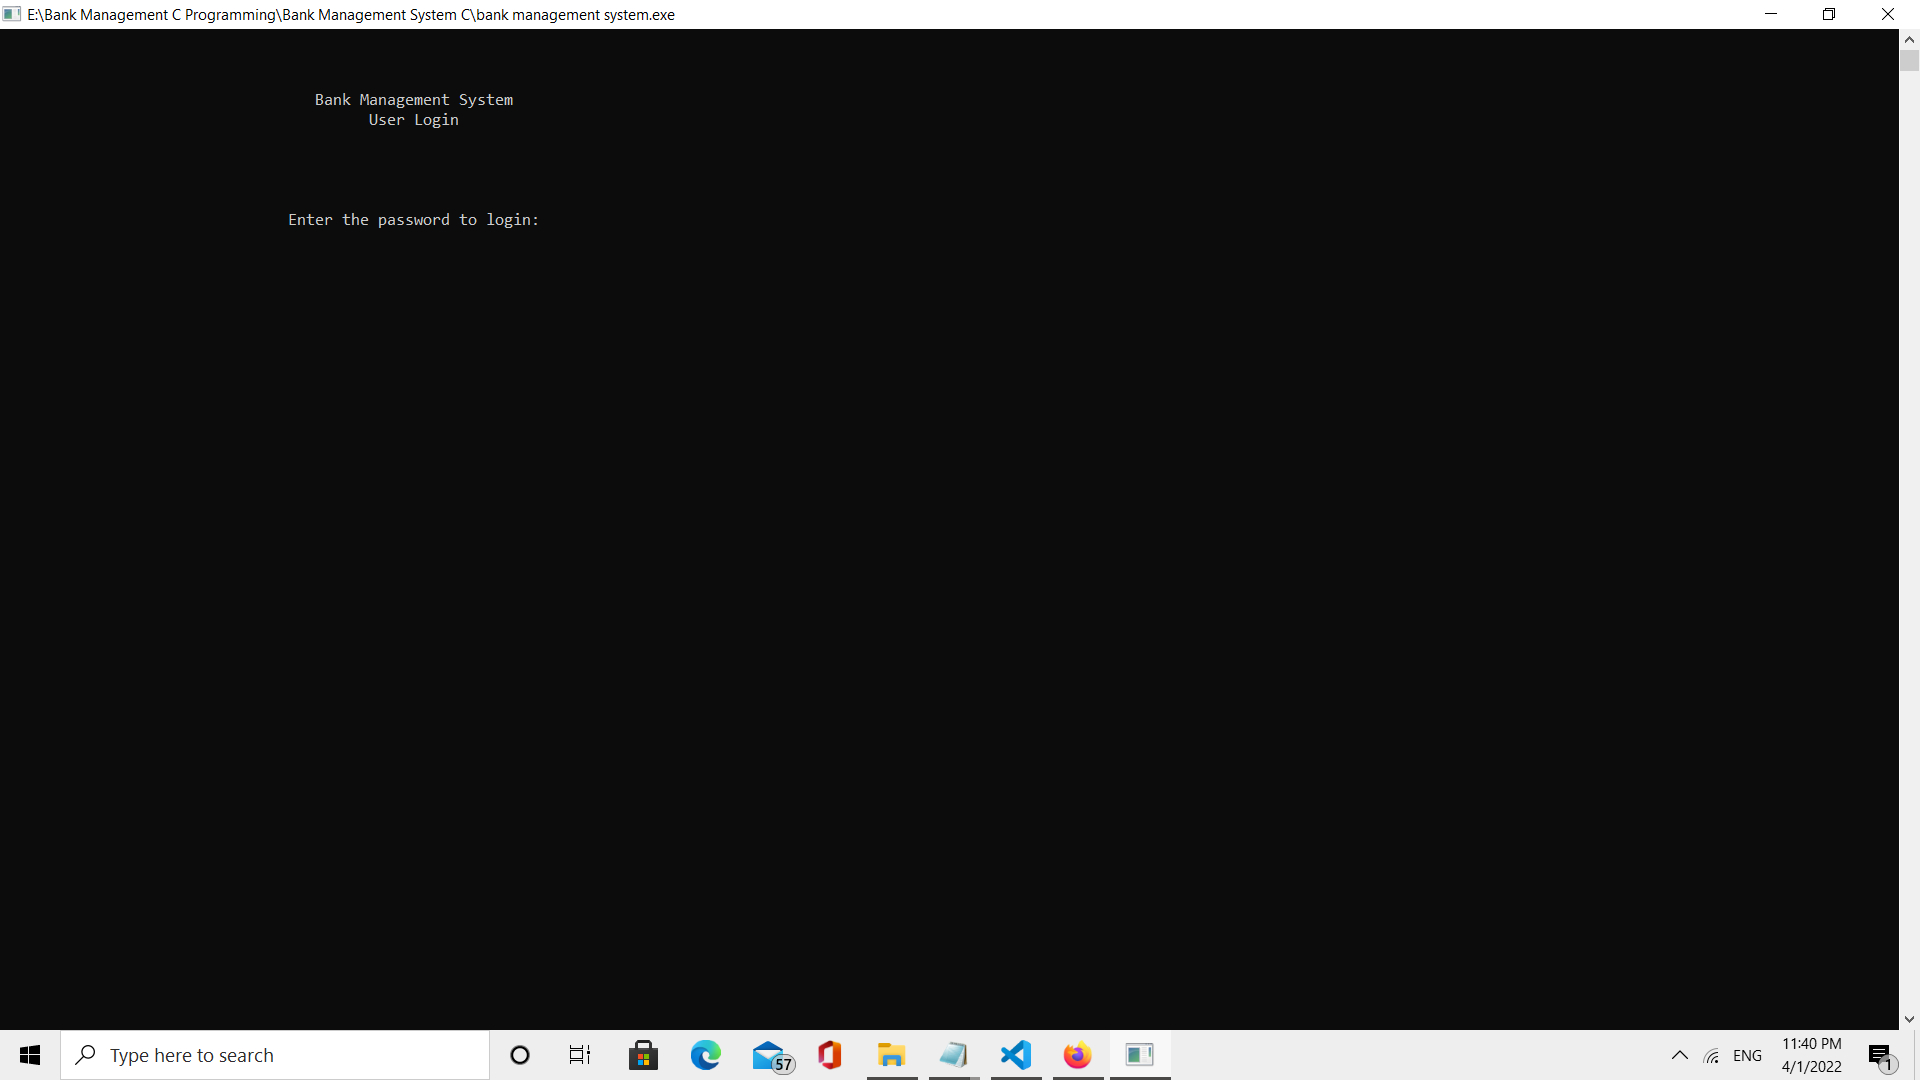 E:\Bank Management C Programming\Bank Management System C\bank management system.exe
Bank Management System
User Login
Enter the password to login:
Type here to search
57
ENG
11:40 PM
4/1/2022
1